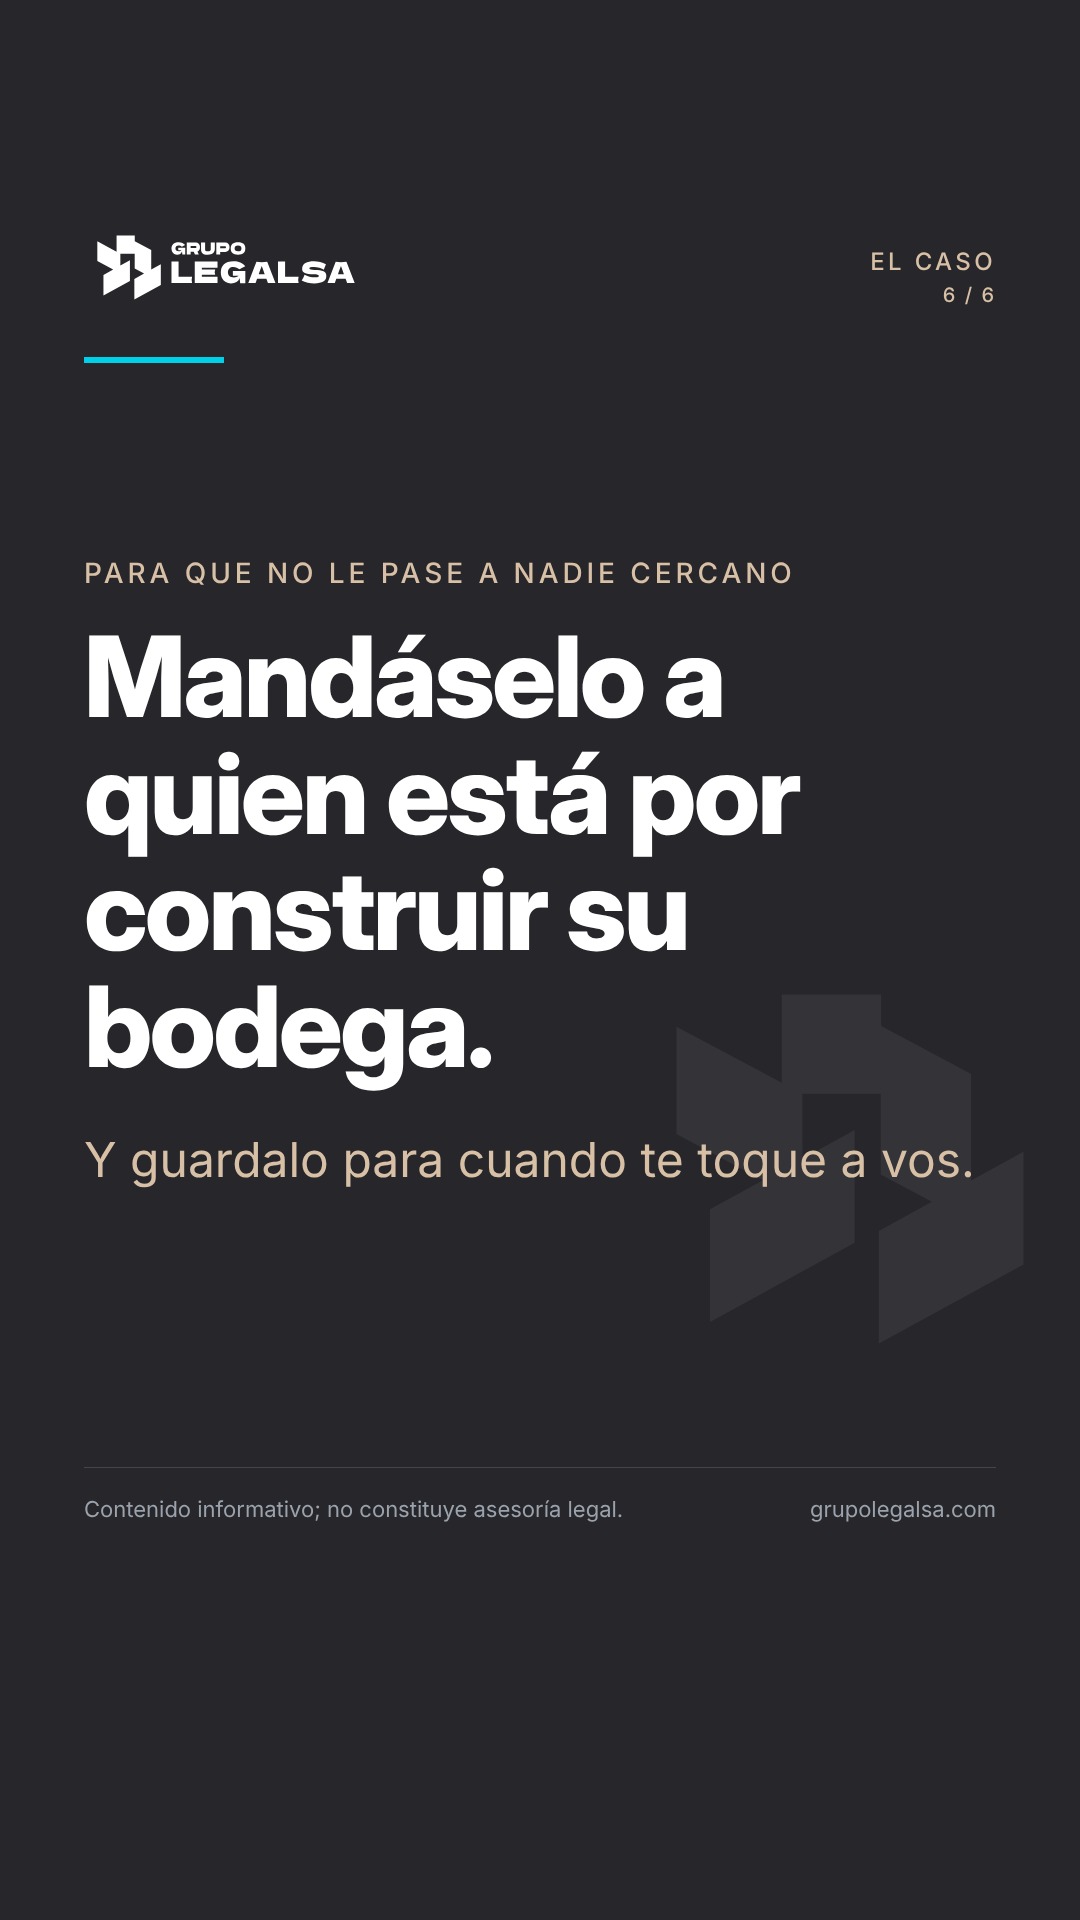 GRUPO
LEGALSA
EL CASO
6 / 6
PARA QUE NO LE PASE A NADIE CERCANO
Mandáselo a
quien está por
construir su
bodega.
Y guardalo para cuando te toque a vos.
Contenido informativo; no constituye asesoría legal.
grupolegalsa.com